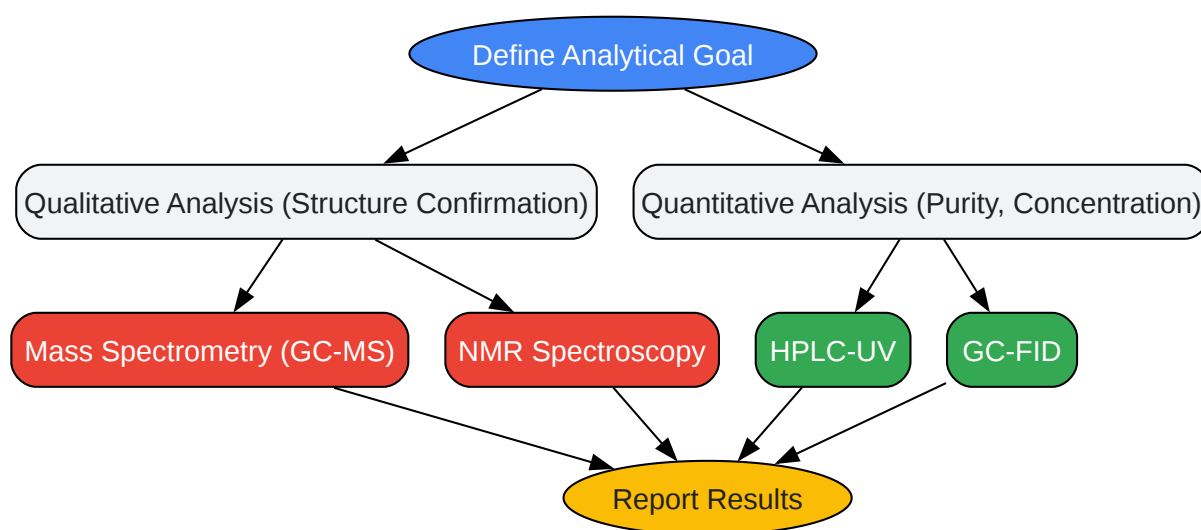 Define Analytical Goal
Qualitative Analysis (Structure Confirmation)
Quantitative Analysis (Purity, Concentration)
Mass Spectrometry (GC-MS)
NMR Spectroscopy
HPLC-UV
GC-FID
Report Results